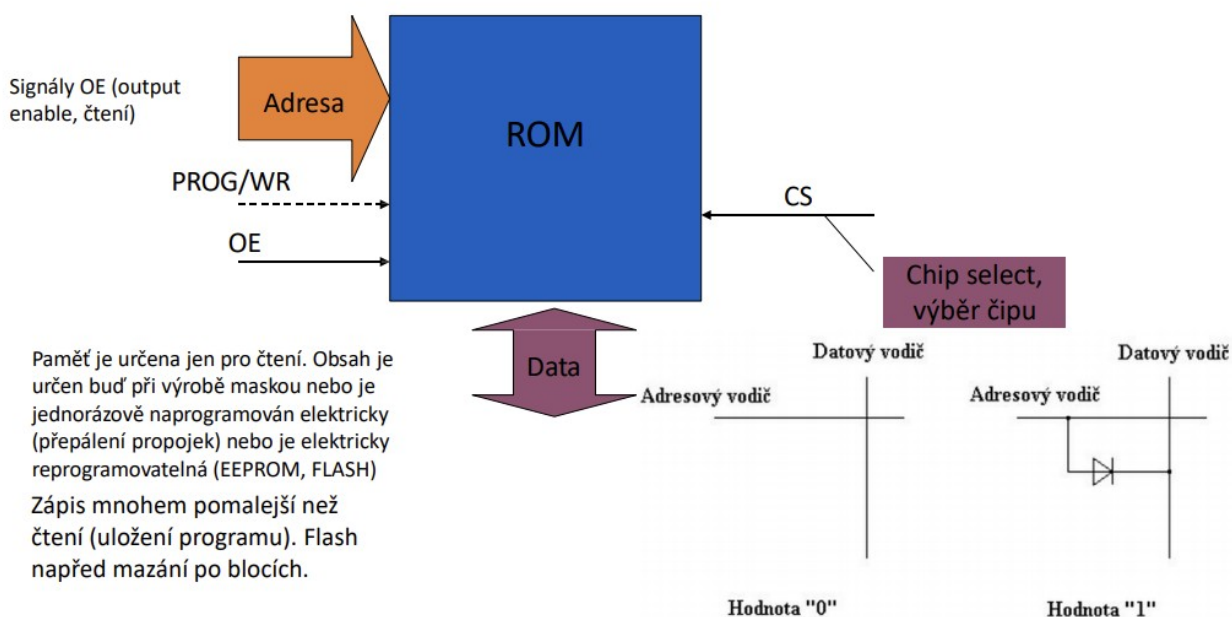 Signály OE (output
enable, čtení)
Adresa
ROM
PROG/WR
OE
CS
Chip select,
výběr čipu
Data
Paměť je určena jen pro čtení. Obsah je
určen buď při výrobě maskou nebo je
jednorázově naprogramován elektricky
(přepálení propojek) nebo je elektricky
reprogramovatelná (EEPROM, FLASH)
Zápis mnohem pomalejší než
čtení (uložení programu). Flash
napřed mazání po blocích.
Datový vodič
Adresový vodič
Hodnota "0"
Datový vodič
Adresový vodič
Hodnota "1"